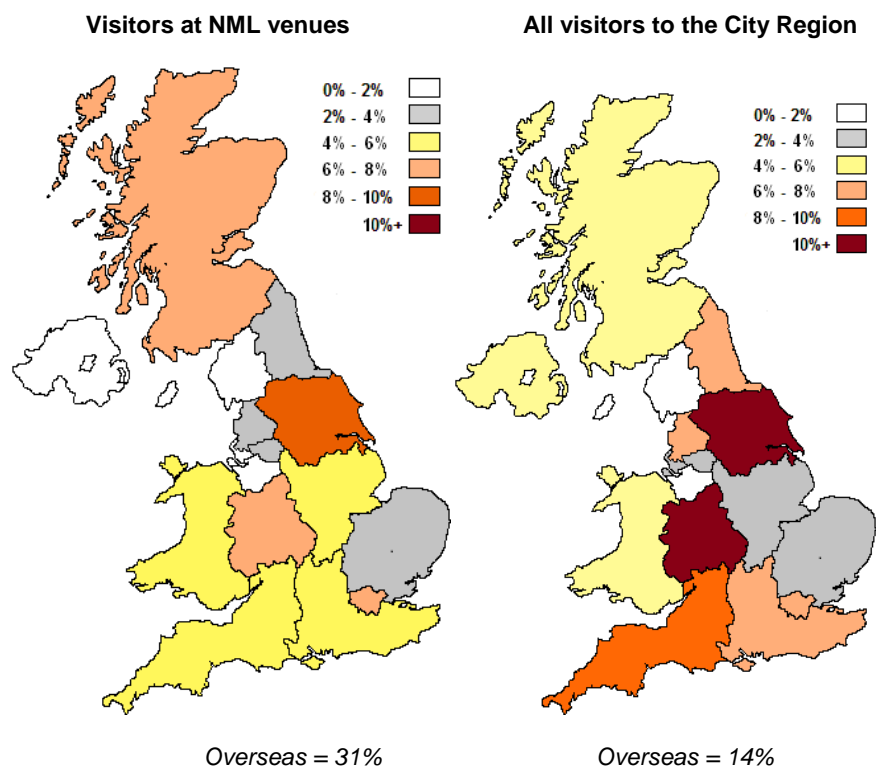 Visitors at NML venues
All visitors to the City Region
0% - 2%
2% - 4%
4% - 6%
6% - 8%
8% - 10%
10%+
0% - 2%
2% - 4%
4% - 6%
6% - 8%
8% - 10%
10%+
Overseas = 31%
Overseas = 14%